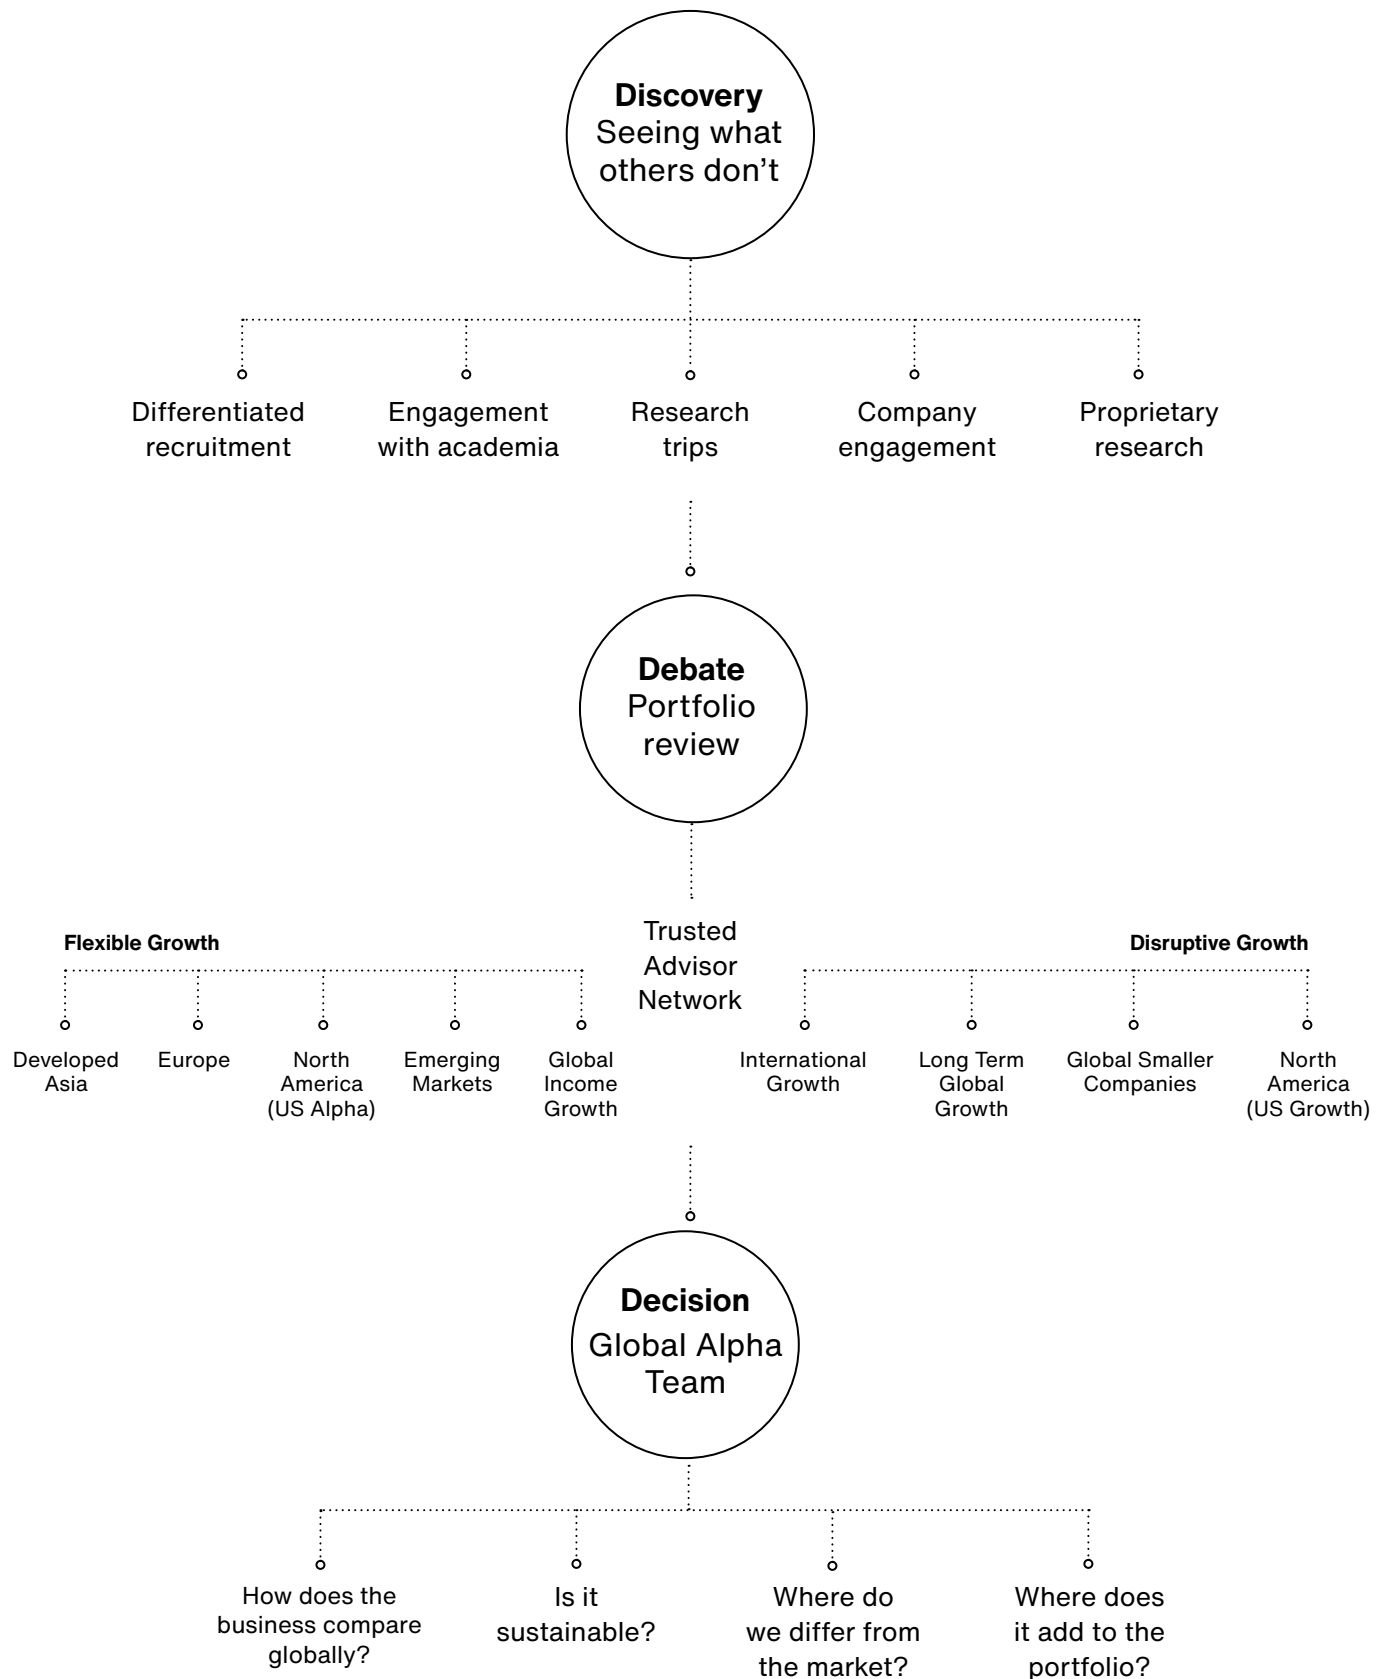 Discovery
Seeing what
others don’t
Differentiated
recruitment
Engagement
with academia
Research
trips
Company
engagement
Proprietary
research
Debate
Portfolio
review
Trusted
Advisor
Network
Flexible Growth
Developed
Asia
Europe
North
America
(US Alpha)
Emerging
Markets
Global
Income
Growth
Disruptive Growth
International
Growth
Long Term
Global
Growth
Global Smaller
Companies
North
America
(US Growth)
Decision
Global Alpha
Team
How does the
business compare
globally?
Is it
sustainable?
Where do
we differ from
the market?
Where does
it add to the
portfolio?